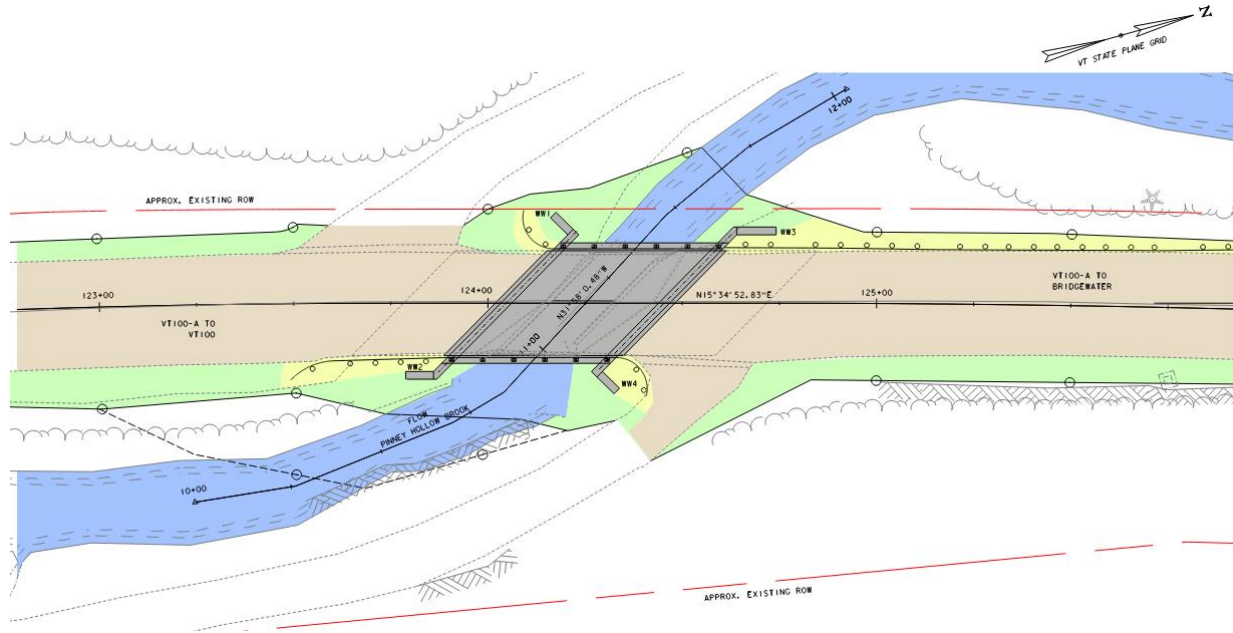 Z
VT STATE PLANE GRID
12+00
APPROX. EXISTING ROW
WW1
WW3
123+00
124+00
N31°58'0.48"W
N15°34'52.83"E
125+00
VT100-A TO
BRIDGEWATER
VT100-A TO
VT100
11+00
WW2
WW4
FLOW
PINNEY HOLLOW BROOK
10+00
APPROX. EXISTING ROW